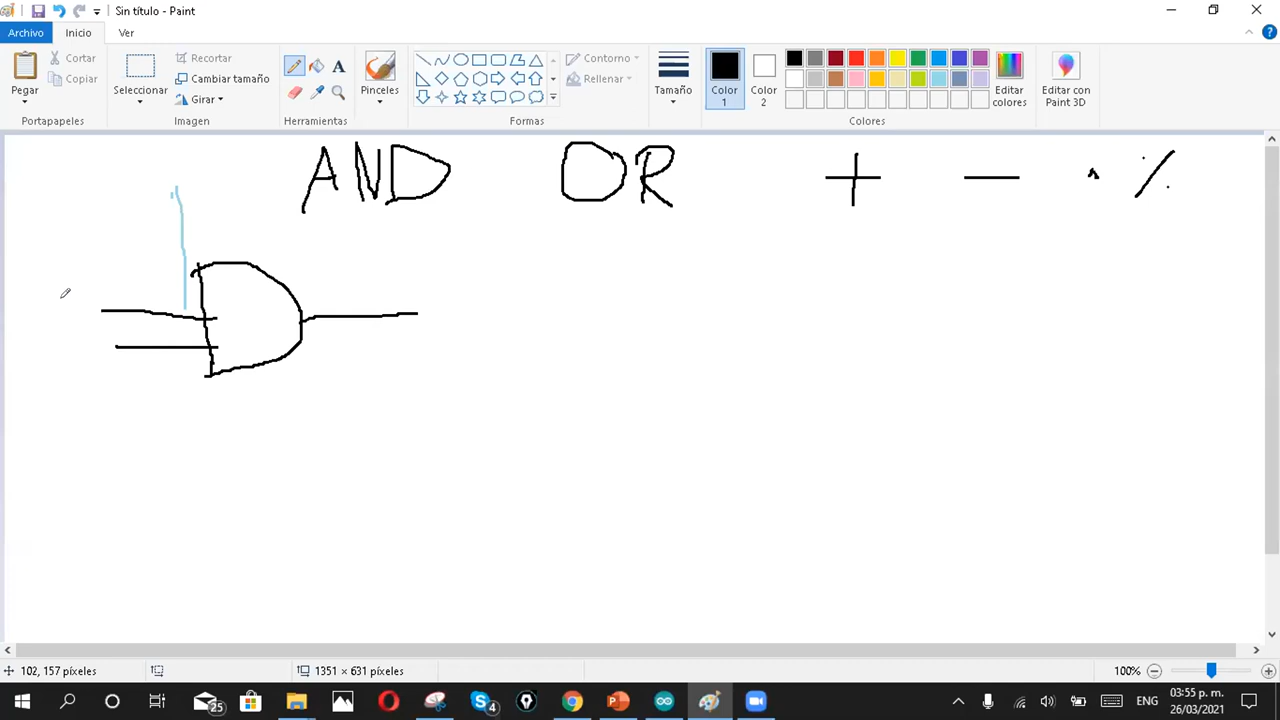 Sin título - Paint
Archivo Inicio Ver
Pegar Cortar Copiar Seleccionar Recortar Cambiar tamaño Girar A Pinceles Contorno Rellenar Tamaño Color 1 Color 2 Editar colores Editar con Paint 3D
Portapapeles Imagen Herramientas Formas Colores
AND OR + - %
102, 157 píxeles 1351 × 631 píxeles 100%
25 4 ENG 03:55 p. m.
26/03/2021